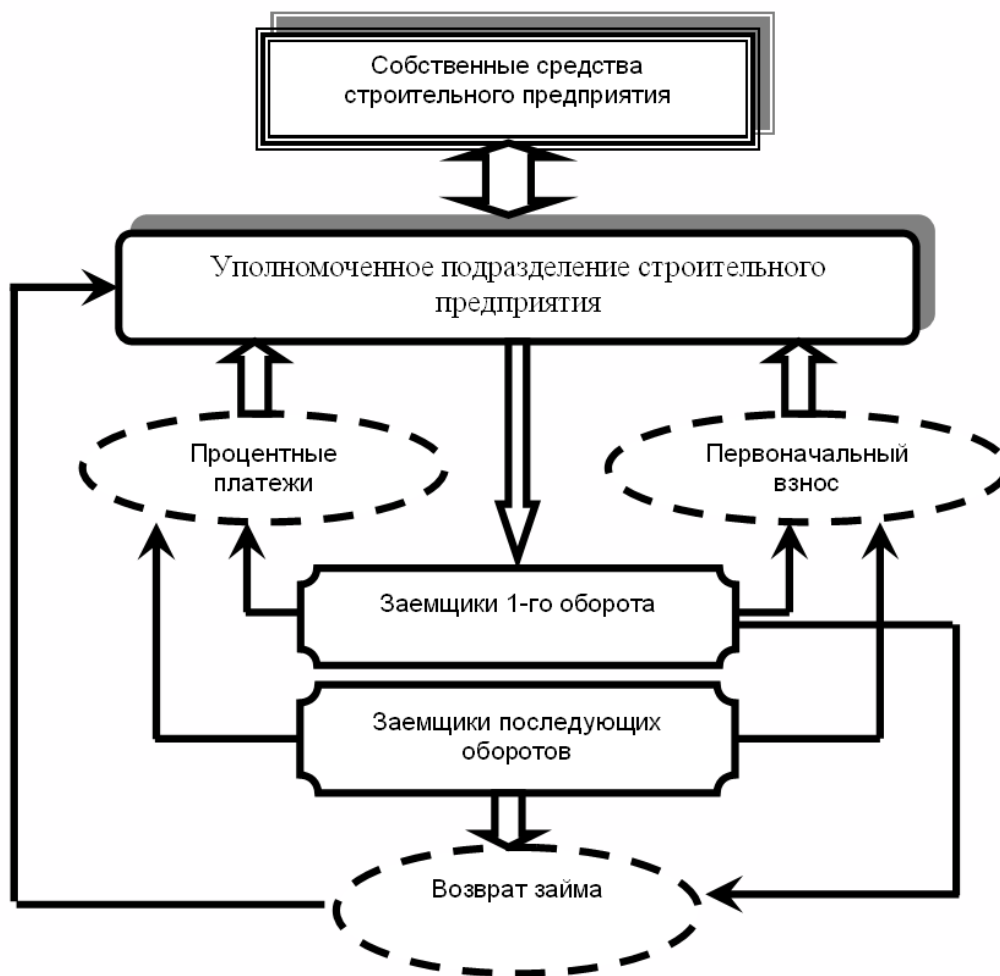 Собственные средства
строительного предприятия
Уполномоченное подразделение строительного
предприятия
Процентные
платежи
Первоначальный
взнос
Заемщики 1-го оборота
Заемщики последующих
оборотов
Возврат займа